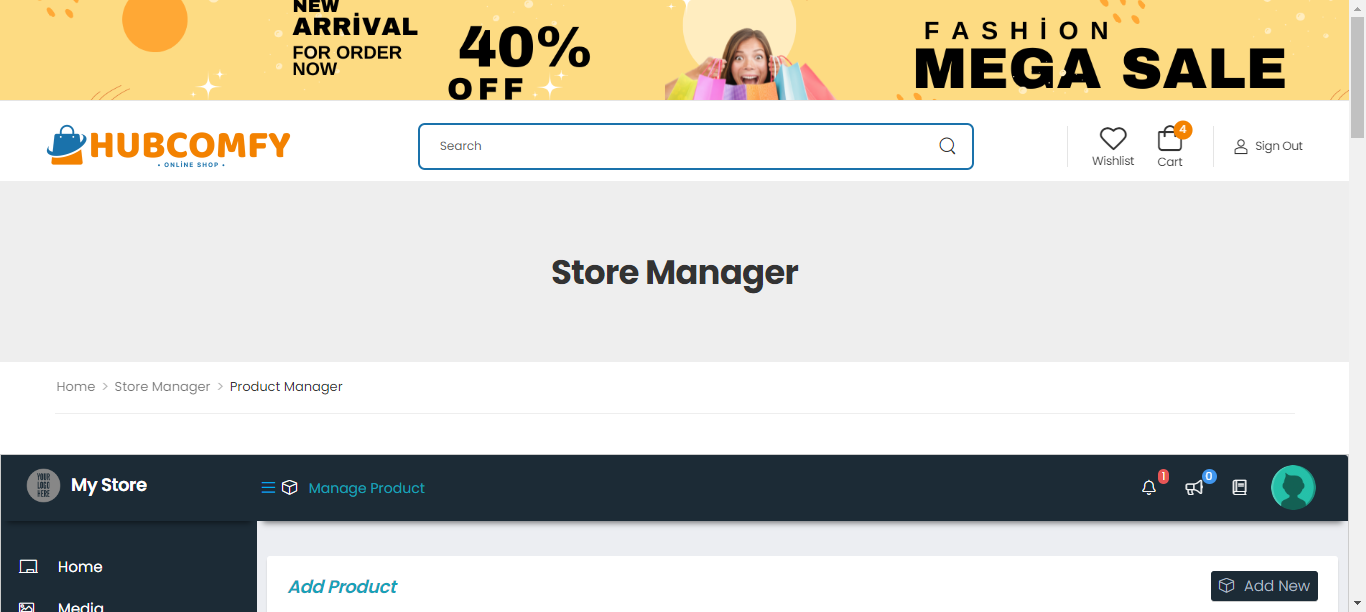 NEW
ARRİVAL
FOR ORDER
NOW
40%
OFF
FASHİON
MEGA SALE
HUBCOMFY
• ONLİNE SHOP •
Search
Wishlist
4
Cart
Sign Out
Store Manager
Home > Store Manager > Product Manager
YOUR
LOGO
HERE
My Store
Manage Product
1
0
Home
Media
Add Product
Add New